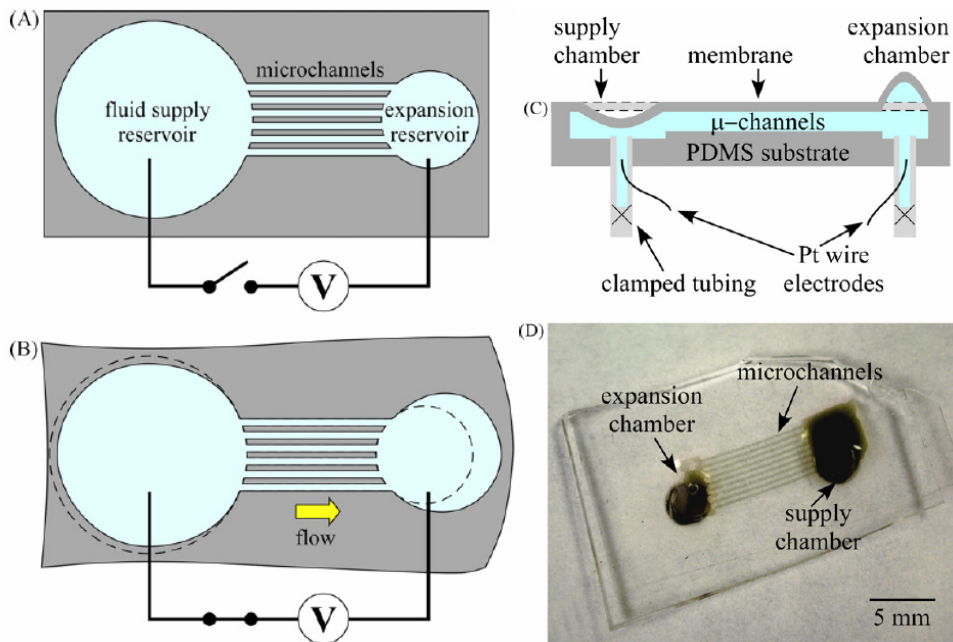 (A)
microchannels
fluid supply
reservoir
expansion
reservoir
V
(B)
flow
V
supply
chamber
membrane
expansion
chamber
(C)
μ–channels
PDMS substrate
Pt wire
electrodes
clamped tubing
(D)
microchannels
expansion
chamber
supply
chamber
5 mm